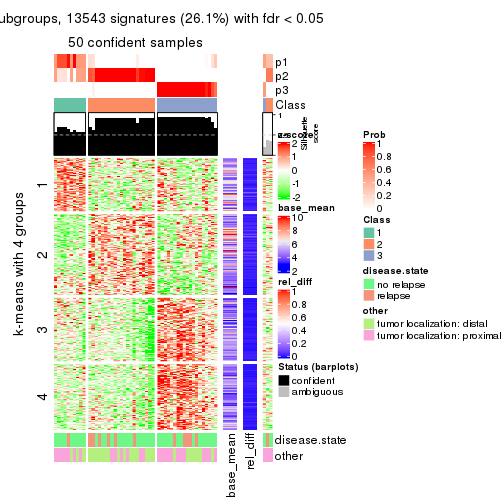 ubgroups, 13543 signatures (26.1%) with fdr < 0.05
50 confident samples
p1
p2
p3
Class
1
Silhouette
score
k-means with 4 groups
1
2
3
4
z-score
2
1
0
-1
-2
base_mean
10
8
6
4
2
rel_diff
1
0.8
0.6
0.4
0.2
0
Status (barplots)
confident
ambiguous
Prob
1
0.8
0.6
0.4
0.2
0
Class
1
2
3
disease.state
no relapse
relapse
other
tumor localization: distal
tumor localization: proximal
disease.state
other
base_mean
rel_diff